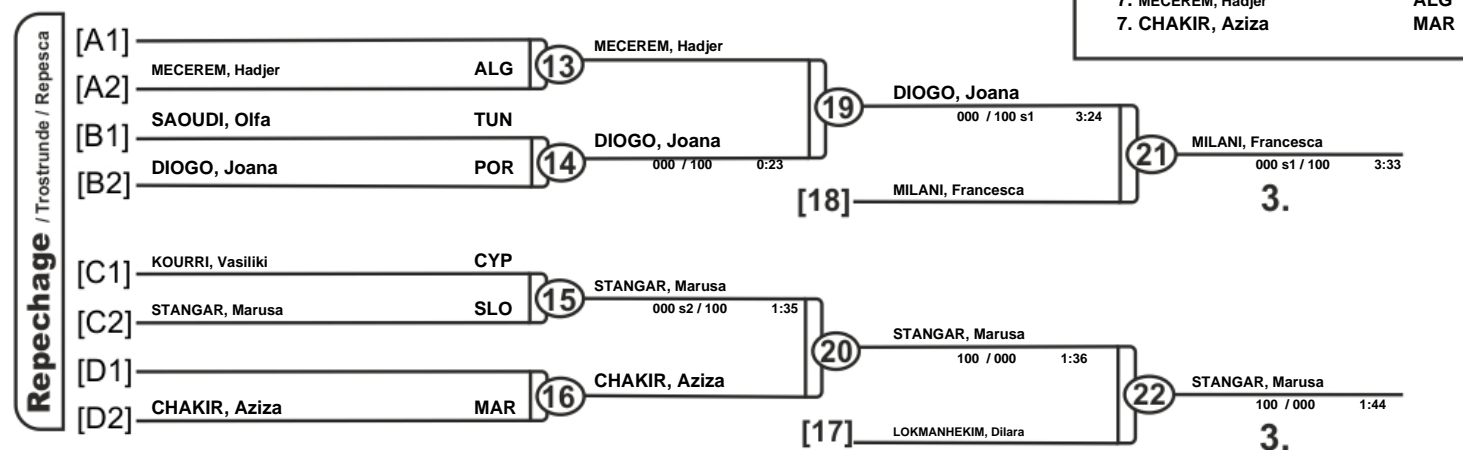 7. MECEREM, Hadjer ALG
7. CHAKIR, Aziza MAR
Repechage / Trostrunde / Repesca
[A1]
[A2] MECEREM, Hadjer ALG
13 MECEREM, Hadjer
[B1] SAOUDI, Olfa TUN
[B2] DIOGO, Joana POR
14 DIOGO, Joana
000 / 100 0:23
19 DIOGO, Joana
000 / 100 s1 3:24
[18] MILANI, Francesca
21 MILANI, Francesca
000 s1 / 100 3:33
3.
[C1] KOURRI, Vasiliki CYP
[C2] STANGAR, Marusa SLO
15 STANGAR, Marusa
000 s2 / 100 1:35
[D1]
[D2] CHAKIR, Aziza MAR
16 CHAKIR, Aziza
20 STANGAR, Marusa
100 / 000 1:36
[17] LOKMANHEKIM, Dilara
22 STANGAR, Marusa
100 / 000 1:44
3.